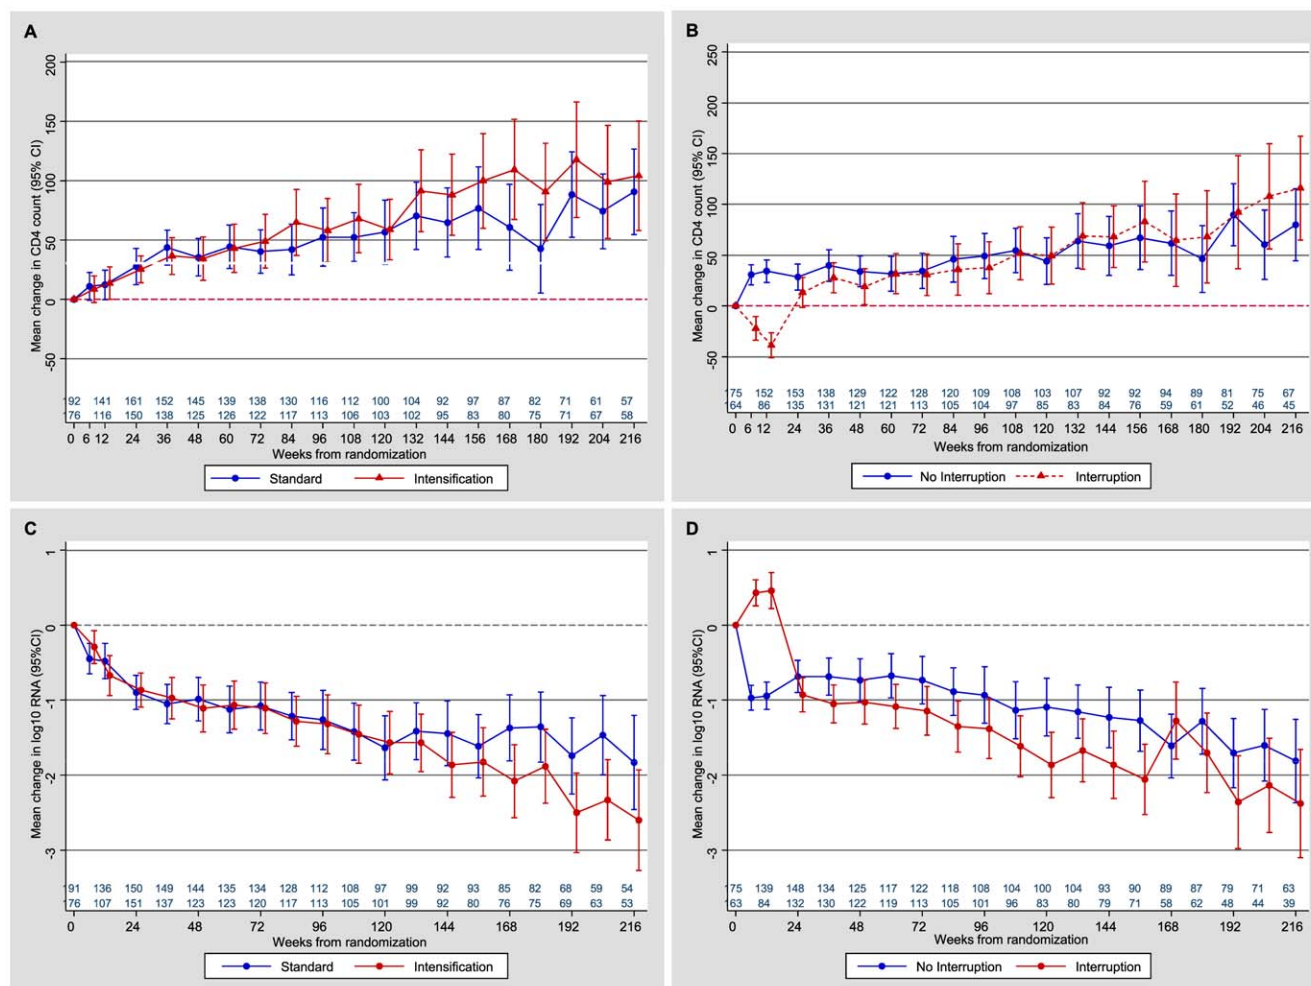 A
Mean change in CD4 count (95% CI)
200
150
100
50
0
-50
192 141 161 152 145 139 138 130 116 112 100 104 92 97 87 82 71 61 57
176 116 150 138 125 126 122 117 113 106 103 102 95 83 80 75 71 67 58
0 6 12 24 36 48 60 72 84 96 108 120 132 144 156 168 180 192 204 216
Weeks from randomization
Standard Intensification
B
Mean change in CD4 count (95% CI)
250
200
150
100
50
0
-50
175 152 153 138 129 122 128 120 109 108 103 107 92 92 94 89 81 75 67
164 86 135 131 121 121 113 105 104 97 85 83 84 76 59 61 52 46 45
0 6 12 24 36 48 60 72 84 96 108 120 132 144 156 168 180 192 204 216
Weeks from randomization
No Interruption Interruption
C
Mean change in log10 RNA (95%CI)
1
0
-1
-2
-3
191 136 150 149 144 135 134 128 112 108 97 99 92 93 85 82 68 59 54
176 107 151 137 123 123 120 117 113 105 101 99 92 80 76 75 69 63 53
0 24 48 72 96 120 144 168 192 216
Weeks from randomization
Standard Intensification
D
Mean change in log10 RNA (95%CI)
1
0
-1
-2
-3
175 139 148 134 125 117 122 118 108 104 100 104 93 90 89 87 79 71 63
163 84 132 130 122 119 113 105 101 96 83 80 79 71 58 62 48 44 39
0 24 48 72 96 120 144 168 192 216
Weeks from randomization
No Interruption Interruption